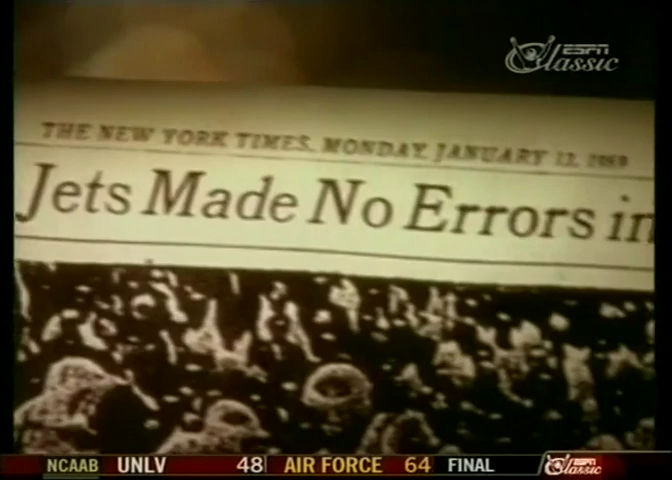 ESPN
Classic
THE NEW YORK TIMES, MONDAY, JANUARY 13, 1969
Jets Made No Errors in
NCAAB UNLV 48 AIR FORCE 64 FINAL ESPN Classic